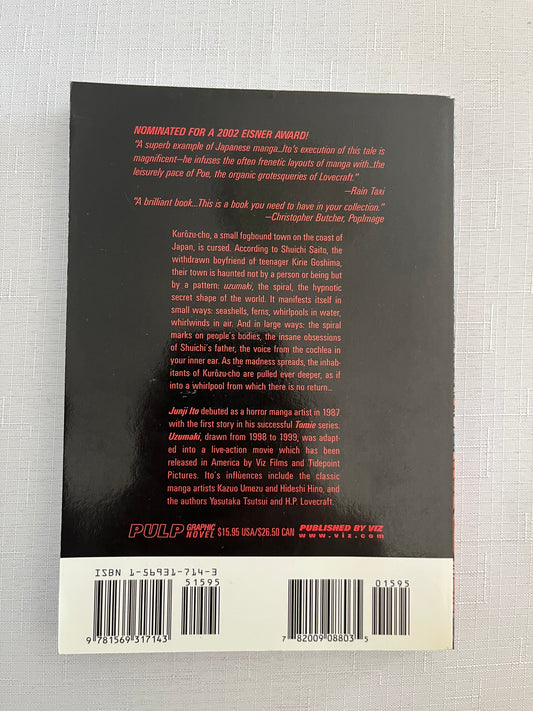 NOMINATED FOR A 2002 EISNER AWARD!
"A superb example of Japanese manga...Ito's execution of this tale is
magnificent—he infuses the often frenetic layouts of manga with...the
leisurely pace of Poe, the organic grotesqueries of Lovecraft."
—Rain Taxi
"A brilliant book...This is a book you need to have in your collection."
—Christopher Butcher, PopImage
Kurôzu-cho, a small fogbound town on the coast of
Japan, is cursed. According to Shuichi Saito, the
withdrawn boyfriend of teenager Kirie Goshima,
their town is haunted not by a person or being but
by a pattern: uzumaki, the spiral, the hypnotic
secret shape of the world. It manifests itself in
small ways: seashells, ferns, whirlpools in water,
whirlwinds in air. And in large ways: the spiral
marks on people's bodies, the insane obsessions
of Shuichi's father, the voice from the cochlea in
your inner ear. As the madness spreads, the inhab-
itants of Kurôzu-cho are pulled ever deeper, as if
into a whirlpool from which there is no return...
Junji Ito debuted as a horror manga artist in 1987
with the first story in his successful Tomie series.
Uzumaki, drawn from 1998 to 1999, was adapt-
ed into a live-action movie which has been
released in America by Viz Films and Tidepoint
Pictures. Ito's influences include the classic
manga artists Kazuo Umezu and Hideshi Hino, and
the authors Yasutaka Tsutsui and H.P. Lovecraft.
PULP GRAPHIC NOVEL $15.95 USA/$26.50 CAN PUBLISHED BY VIZ
www.viz.com
ISBN 1-56931-714-3
51595
01595
9 781569 317143
7 82009 08803 5